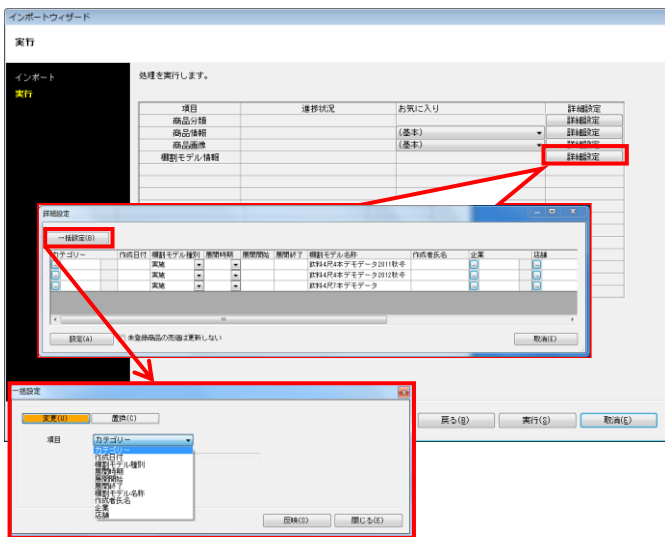 インポートウィザード
実行
インポート
実行
処理を実行します。
項目 進捗状況 お気に入り 詳細設定
商品分類 詳細設定
商品情報 (基本) 詳細設定
商品画像 (基本) 詳細設定
棚割モデル情報 詳細設定
詳細設定
一括設定(B)
カテゴリー 作成日付 棚割モデル種別 展開時期 展開開始 展開終了 棚割モデル名称 作成者氏名 企業 店舗
実施 飲料4尺4本デモデータ2011秋冬
実施 飲料4尺4本デモデータ2012秋冬
実施 飲料4尺7本デモデータ
設定(A) 未登録商品の売価は更新しない 取消(E)
一括設定
変更(U) 置換(C)
項目 カテゴリー
カテゴリー
作成日付
棚割モデル種別
展開時期
展開開始
展開終了
棚割モデル名称
作成者氏名
企業
店舗
反映(S) 閉じる(E)
戻る(B) 実行(S) 取消(E)